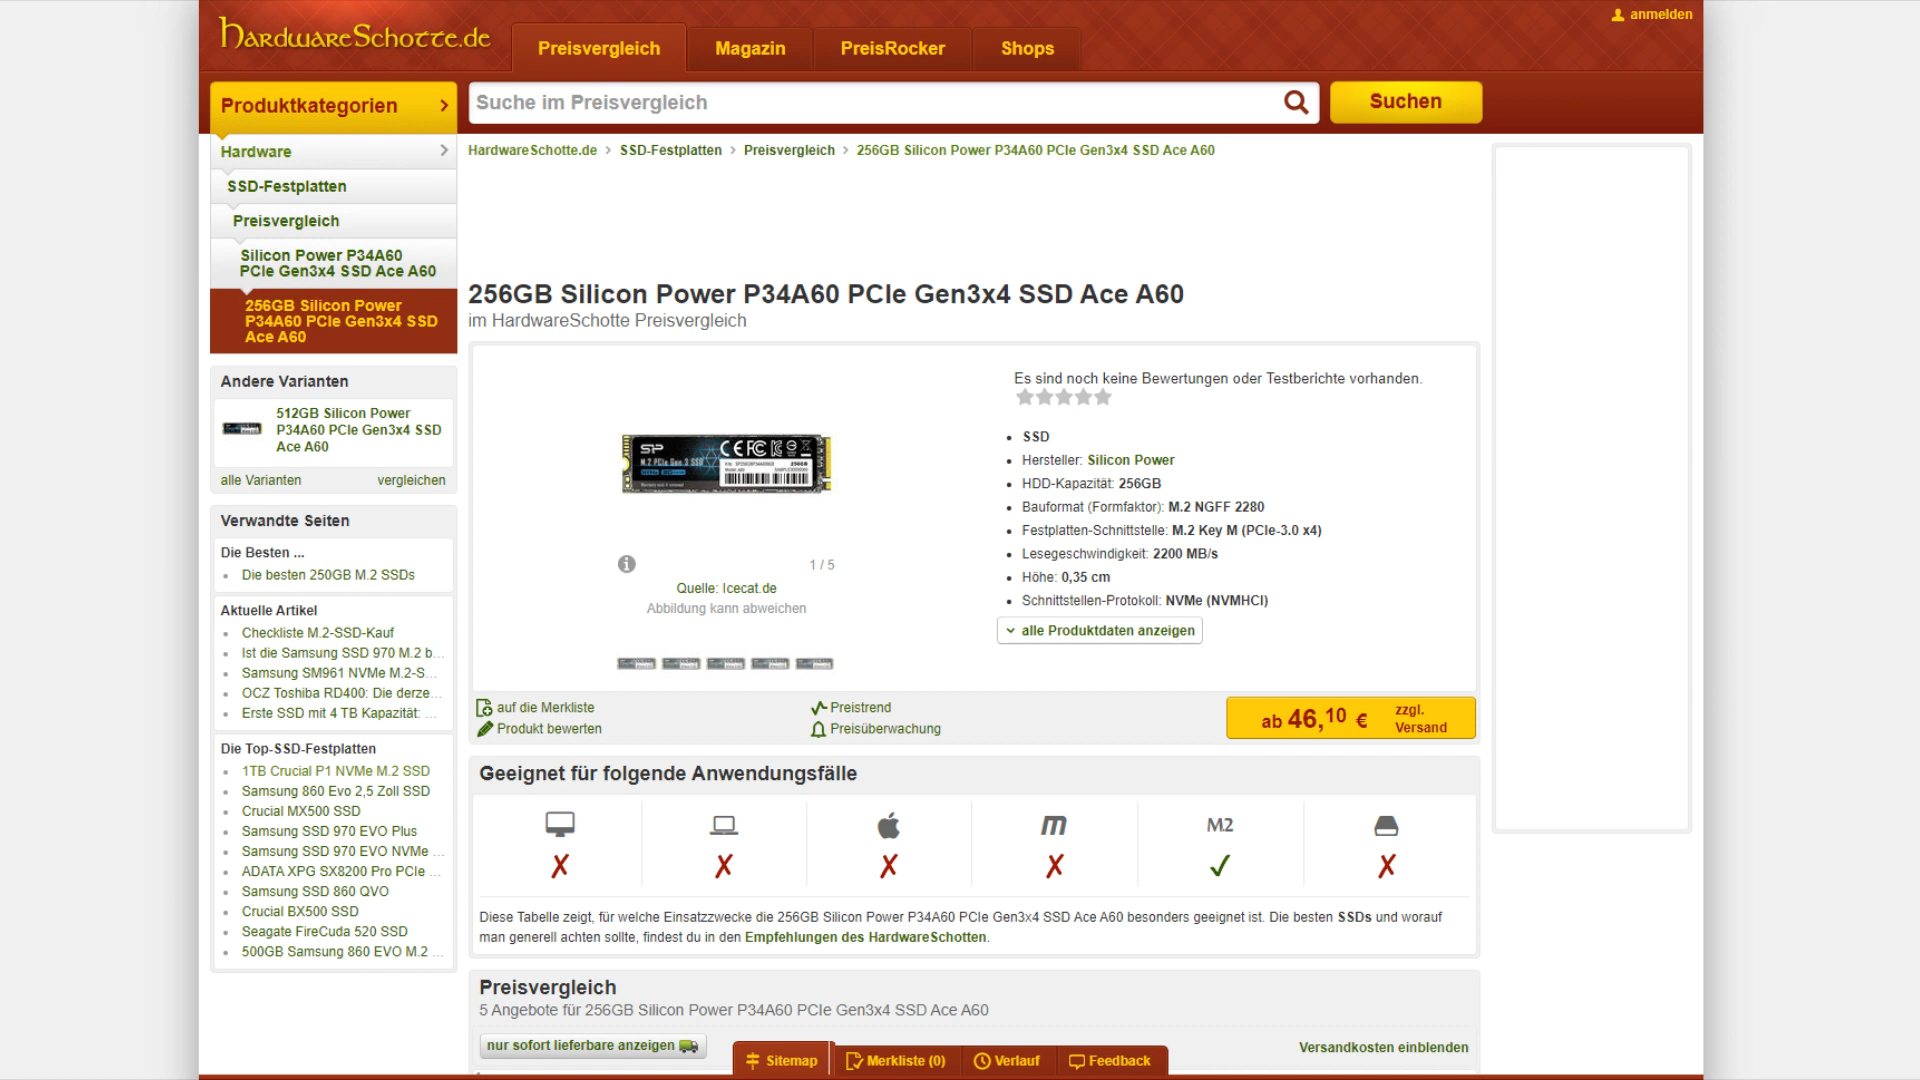 HardwareSchotte.de
Preisvergleich
Magazin
PreisRocker
Shops
anmelden
Produktkategorien
Suche im Preisvergleich
Suchen
Hardware
SSD-Festplatten
Preisvergleich
Silicon Power P34A60
PCIe Gen3x4 SSD Ace A60
256GB Silicon Power
P34A60 PCIe Gen3x4 SSD
Ace A60
Andere Varianten
512GB Silicon Power
P34A60 PCIe Gen3x4 SSD
Ace A60
alle Varianten
vergleichen
Verwandte Seiten
Die Besten ...
Die besten 250GB M.2 SSDs
Aktuelle Artikel
Checkliste M.2-SSD-Kauf
Ist die Samsung SSD 970 M.2 b...
Samsung SM961 NVMe M.2-S...
OCZ Toshiba RD400: Die derze...
Erste SSD mit 4 TB Kapazität: ...
Die Top-SSD-Festplatten
1TB Crucial P1 NVMe M.2 SSD
Samsung 860 Evo 2,5 Zoll SSD
Crucial MX500 SSD
Samsung SSD 970 EVO Plus
Samsung SSD 970 EVO NVMe ...
ADATA XPG SX8200 Pro PCIe ...
Samsung SSD 860 QVO
Crucial BX500 SSD
Seagate FireCuda 520 SSD
500GB Samsung 860 EVO M.2 ...
HardwareSchotte.de > SSD-Festplatten > Preisvergleich > 256GB Silicon Power P34A60 PCIe Gen3x4 SSD Ace A60
256GB Silicon Power P34A60 PCIe Gen3x4 SSD Ace A60
im HardwareSchotte Preisvergleich
SP
M.2 PCIe Gen 3 SSD
256GB
1 / 5
Quelle: Icecat.de
Abbildung kann abweichen
Es sind noch keine Bewertungen oder Testberichte vorhanden.
SSD
Hersteller: Silicon Power
HDD-Kapazität: 256GB
Bauformat (Formfaktor): M.2 NGFF 2280
Festplatten-Schnittstelle: M.2 Key M (PCIe-3.0 x4)
Lesegeschwindigkeit: 2200 MB/s
Höhe: 0,35 cm
Schnittstellen-Protokoll: NVMe (NVMHCI)
alle Produktdaten anzeigen
auf die Merkliste
Produkt bewerten
Preistrend
Preisüberwachung
ab 46,10 €
zzgl.
Versand
Geeignet für folgende Anwendungsfälle
M2
Diese Tabelle zeigt, für welche Einsatzzwecke die 256GB Silicon Power P34A60 PCIe Gen3x4 SSD Ace A60 besonders geeignet ist. Die besten SSDs und worauf
man generell achten sollte, findest du in den Empfehlungen des HardwareSchotten.
Preisvergleich
5 Angebote für 256GB Silicon Power P34A60 PCIe Gen3x4 SSD Ace A60
nur sofort lieferbare anzeigen
Versandkosten einblenden
Sitemap
Merkliste (0)
Verlauf
Feedback